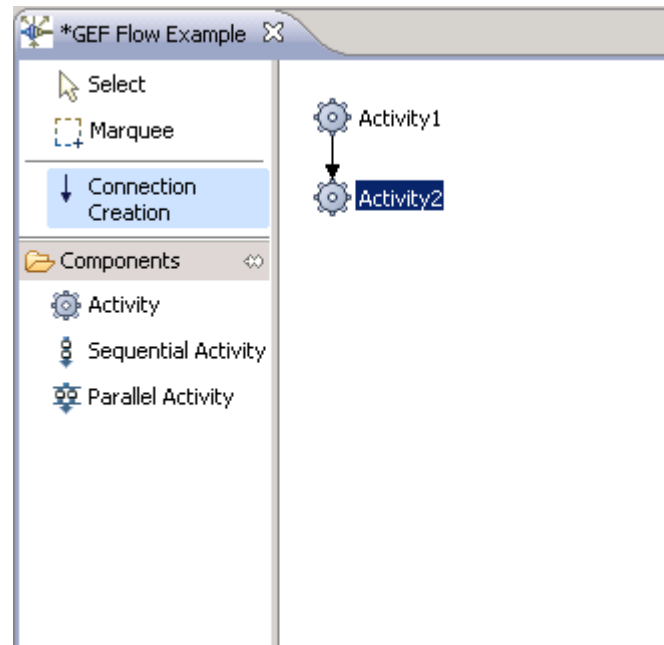 *GEF Flow Example
Select
Marquee
Connection
Creation
Components
Activity
Sequential Activity
Parallel Activity
Activity1
Activity2